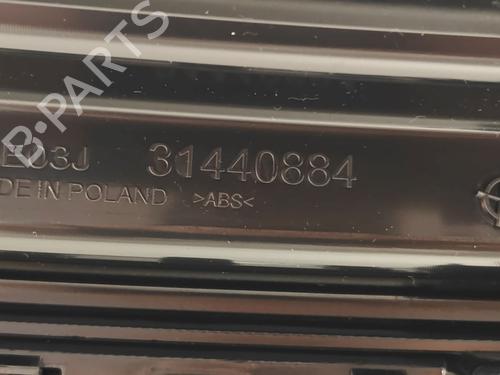 B-PARTS
E03J 31440884
DE IN POLAND >ABS<